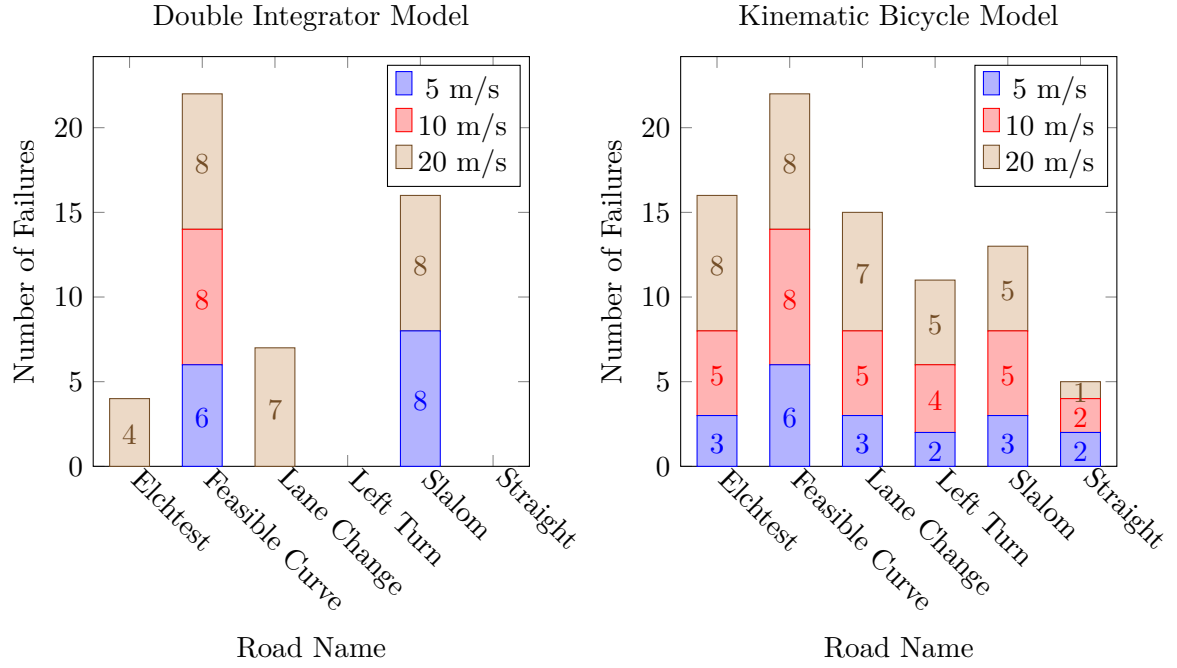 Double Integrator Model
Number of Failures
20
15
10
5
0
5 m/s
10 m/s
20 m/s
4
6
8
8
7
8
8
Elchtest
Feasible Curve
Lane Change
Left Turn
Slalom
Straight
Road Name
Kinematic Bicycle Model
Number of Failures
20
15
10
5
0
5 m/s
10 m/s
20 m/s
8
5
3
8
8
6
7
5
3
5
4
2
5
5
3
1
2
2
Elchtest
Feasible Curve
Lane Change
Left Turn
Slalom
Straight
Road Name